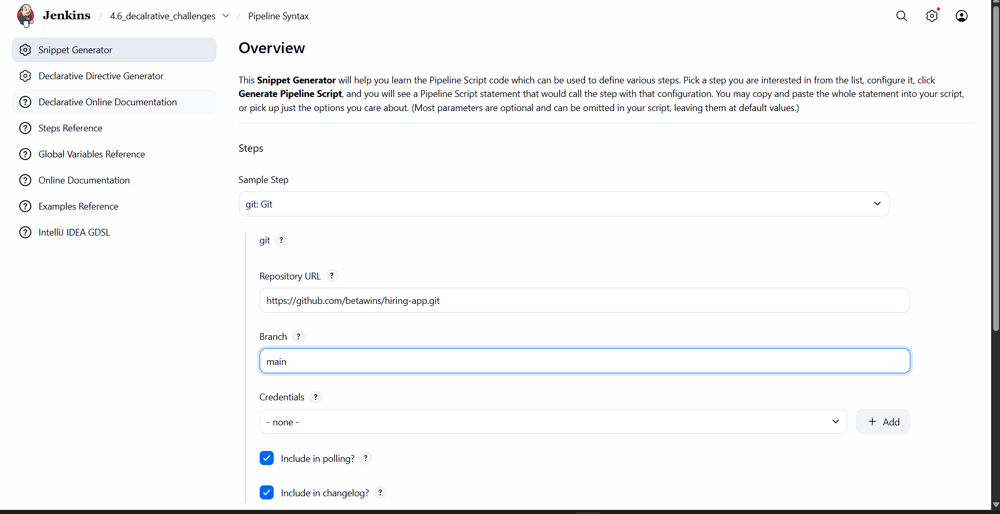 Jenkins / 4.6_decalrative_challenges / Pipeline Syntax
Snippet Generator
Declarative Directive Generator
Declarative Online Documentation
Steps Reference
Global Variables Reference
Online Documentation
Examples Reference
IntelliJ IDEA GDSL
Overview
This Snippet Generator will help you learn the Pipeline Script code which can be used to define various steps. Pick a step you are interested in from the list, configure it, click
Generate Pipeline Script, and you will see a Pipeline Script statement that would call the step with that configuration. You may copy and paste the whole statement into your script,
or pick up just the options you care about. (Most parameters are optional and can be omitted in your script, leaving them at default values.)
Steps
Sample Step
git: Git
git ?
Repository URL ?
https://github.com/betawins/hiring-app.git
Branch ?
main
Credentials ?
- none -
+ Add
Include in polling? ?
Include in changelog? ?